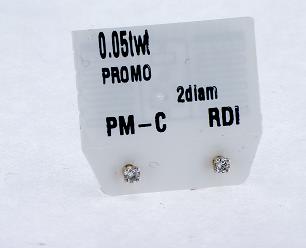 0.05twt
PROMO
2diam
PM-C RDI